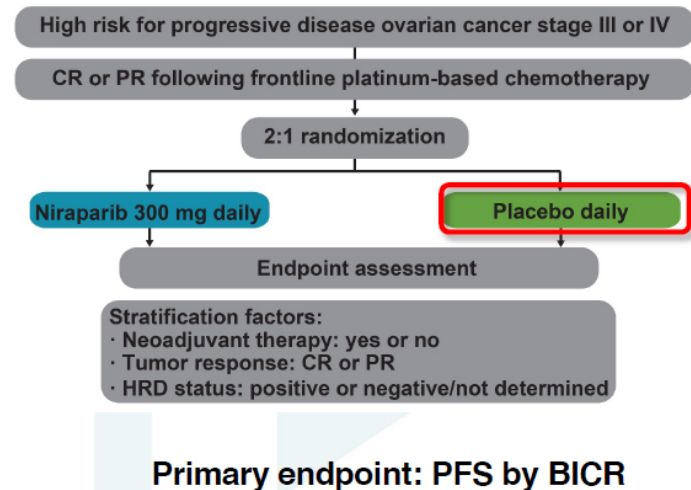 High risk for progressive disease ovarian cancer stage III or IV
CR or PR following frontline platinum-based chemotherapy
2:1 randomization
Niraparib 300 mg daily
Placebo daily
Endpoint assessment
Stratification factors:
· Neoadjuvant therapy: yes or no
· Tumor response: CR or PR
· HRD status: positive or negative/not determined
Primary endpoint: PFS by BICR